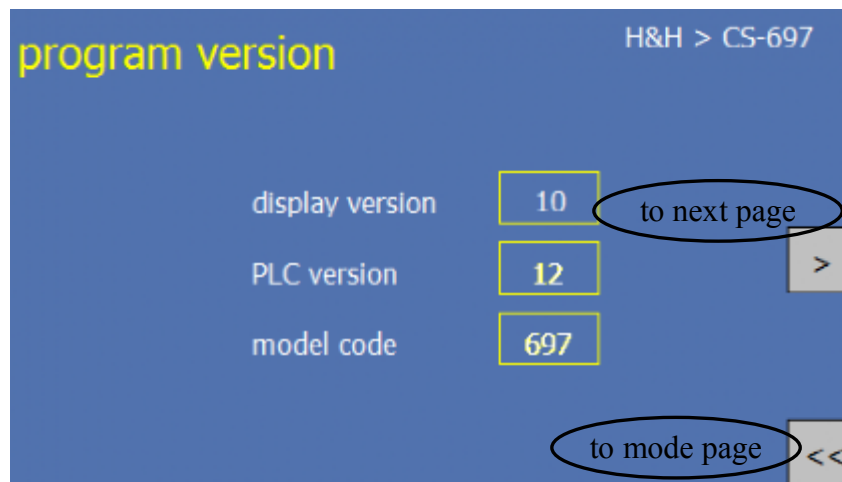 program version
H&H > CS-697
display version 10
to next page
PLC version 12
>
model code 697
to mode page
<<